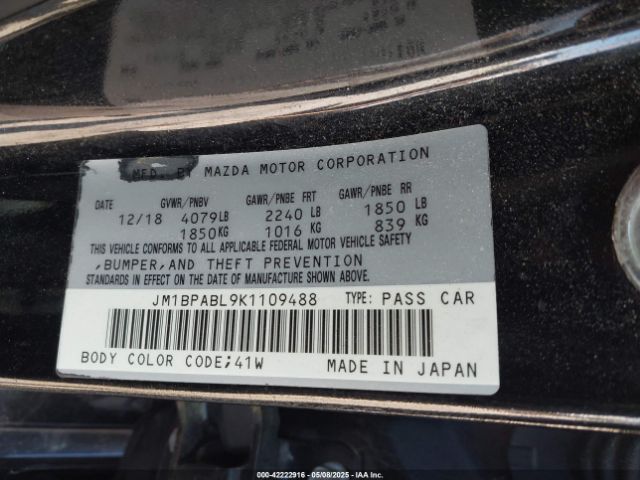 MFD. BY MAZDA MOTOR CORPORATION
DATE GVWR/PNBV GAWR/PNBE FRT GAWR/PNBE RR
12/18 4079LB 2240 LB 1850 LB
1850KG 1016 KG 839 KG
THIS VEHICLE CONFORMS TO ALL APPLICABLE FEDERAL MOTOR VEHICLE SAFETY
,BUMPER,AND THEFT PREVENTION
STANDARDS IN EFFECT ON THE DATE OF MANUFACTURE SHOWN ABOVE.
JM1BPABL9K1109488 TYPE: PASS CAR
BODY COLOR CODE;41W MADE IN JAPAN
000-42222916 05/08/2025 IAA Inc.